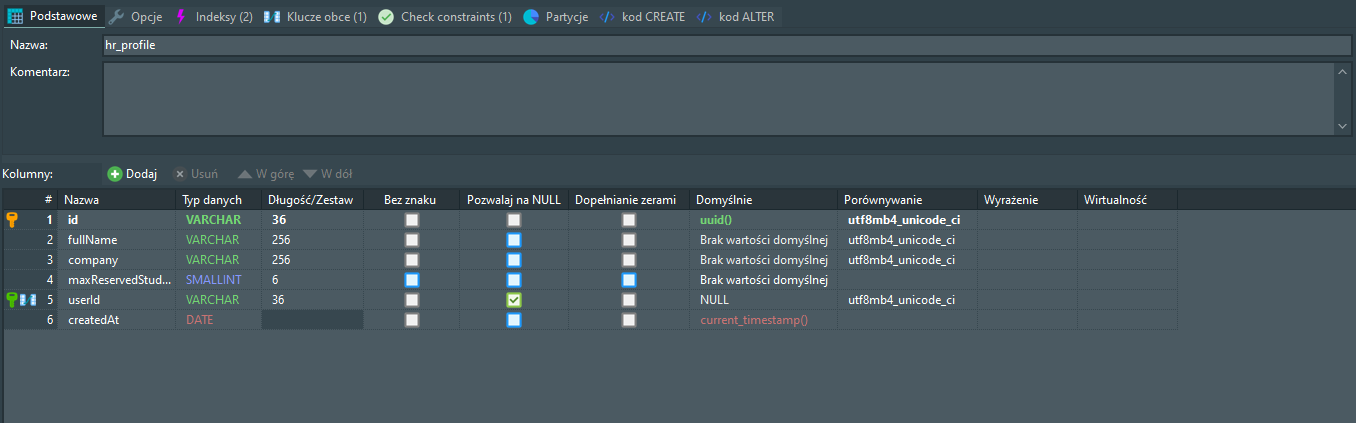 Podstawowe Opcje Indeksy (2) Klucze obce (1) Check constraints (1) Partycje kod CREATE kod ALTER
Nazwa: hr_profile
Komentarz:
Kolumny: Dodaj Usuń W górę W dół
# Nazwa Typ danych Długość/Zestaw Bez znaku Pozwalaj na NULL Dopełnianie zerami Domyślnie Porównywanie Wyrażenie Wirtualność
1 id VARCHAR 36 uuid() utf8mb4_unicode_ci
2 fullName VARCHAR 256 Brak wartości domyślnej utf8mb4_unicode_ci
3 company VARCHAR 256 Brak wartości domyślnej utf8mb4_unicode_ci
4 maxReservedStud... SMALLINT 6 Brak wartości domyślnej
5 userId VARCHAR 36 NULL utf8mb4_unicode_ci
6 createdAt DATE current_timestamp()